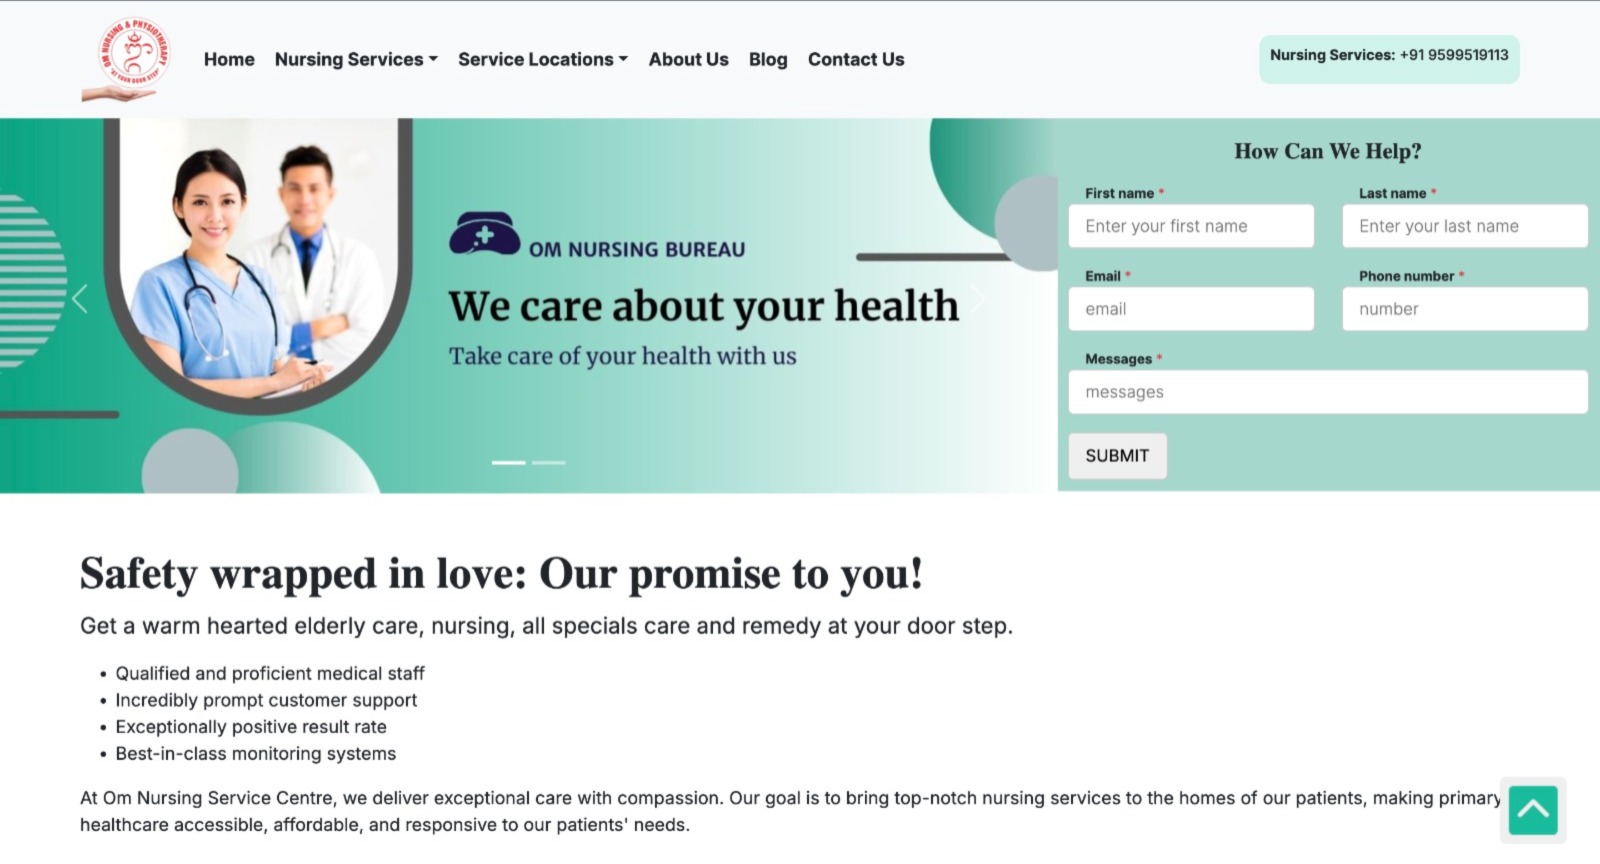 OM NURSING & PHYSIOTHERAPY
"AT YOUR DOOR STEP"
Home Nursing Services Service Locations About Us Blog Contact Us
Nursing Services: +91 9599519113
OM NURSING BUREAU
We care about your health
Take care of your health with us
How Can We Help?
First name * Last name *
Enter your first name Enter your last name
Email * Phone number *
email number
Messages *
messages
SUBMIT
Safety wrapped in love: Our promise to you!
Get a warm hearted elderly care, nursing, all specials care and remedy at your door step.
• Qualified and proficient medical staff
• Incredibly prompt customer support
• Exceptionally positive result rate
• Best-in-class monitoring systems
At Om Nursing Service Centre, we deliver exceptional care with compassion. Our goal is to bring top-notch nursing services to the homes of our patients, making primary
healthcare accessible, affordable, and responsive to our patients' needs.